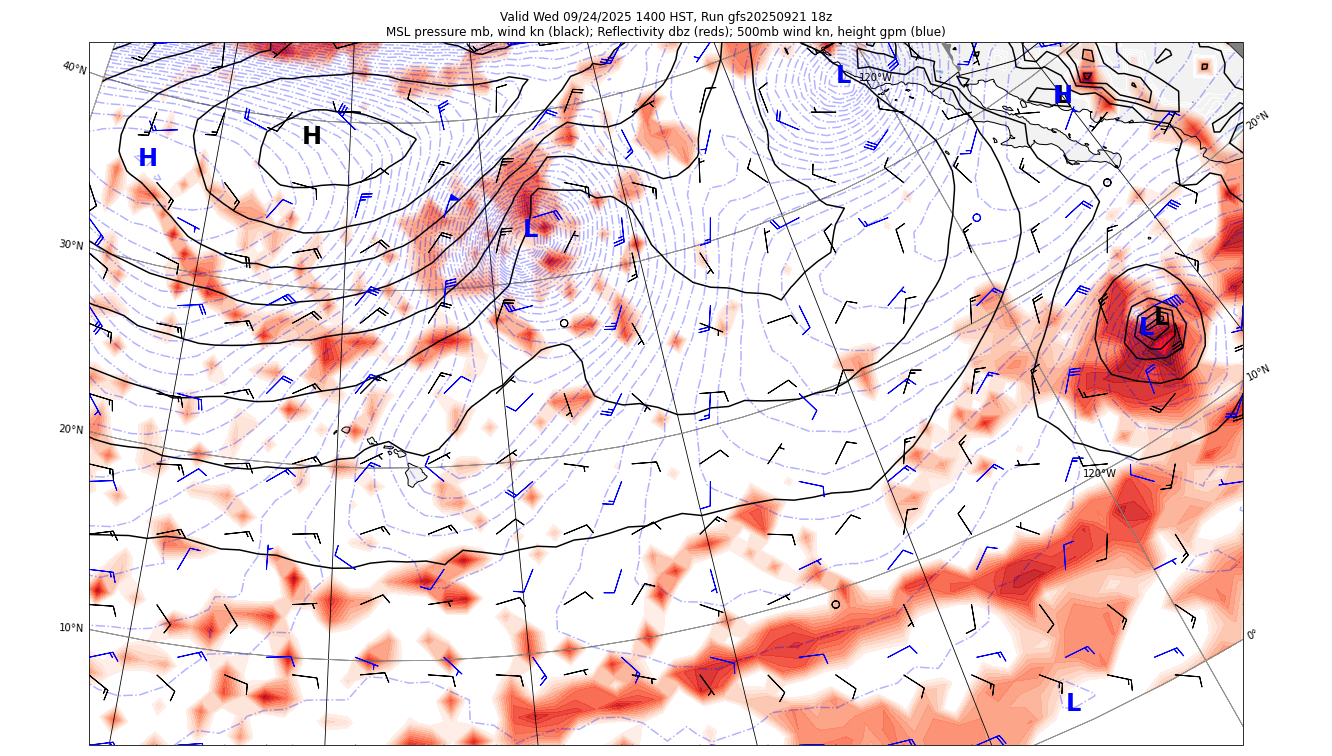 Valid Wed 09/24/2025 1400 HST, Run gfs20250921 18z
MSL pressure mb, wind kn (black); Reflectivity dbz (reds); 500mb wind kn, height gpm (blue)
40°N
L
120°W
H
20°N
H
H
30°N
L
L
L
10°N
20°N
120°W
10°N
0°
L